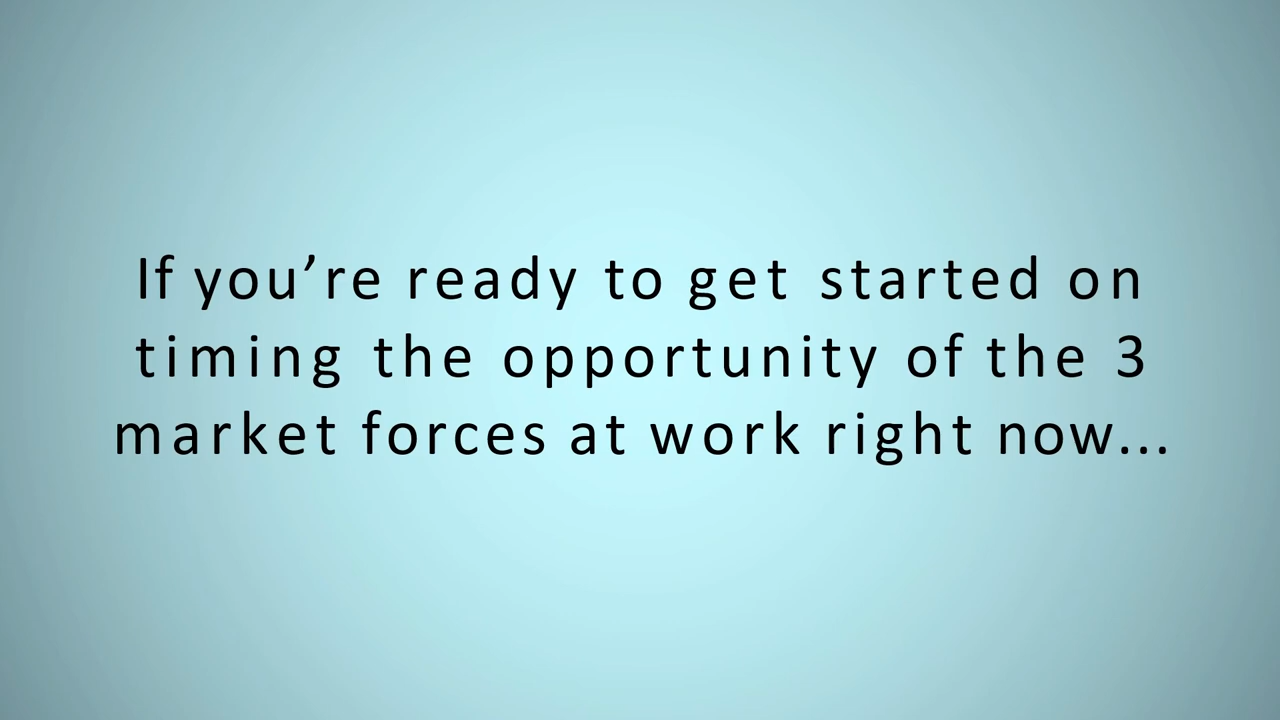 If you’re ready to get started on
timing the opportunity of the 3
market forces at work right now...